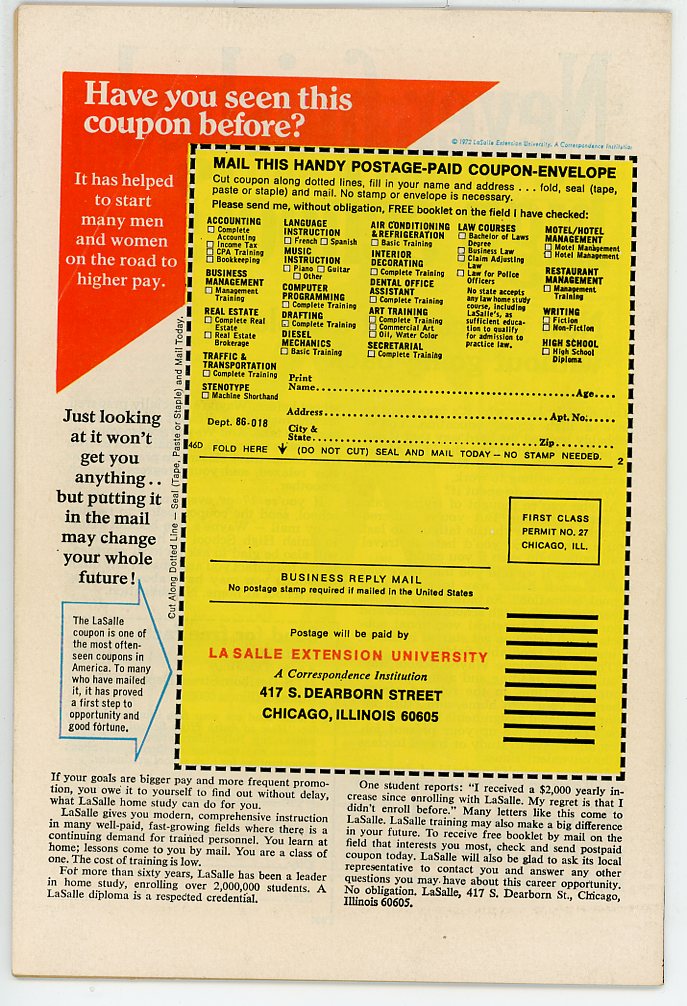 Have you seen this
coupon before?
© 1972 LaSalle Extension University, A Correspondence Institution
It has helped
to start
many men
and women
on the road to
higher pay.
MAIL THIS HANDY POSTAGE-PAID COUPON-ENVELOPE
Cut coupon along dotted lines, fill in your name and address . . . fold, seal (tape,
paste or staple) and mail. No stamp or envelope is necessary.
Please send me, without obligation, FREE booklet on the field I have checked:
ACCOUNTING
☐ Complete
Accounting
☐ Income Tax
☐ CPA Training
☐ Bookkeeping
BUSINESS
MANAGEMENT
☐ Management
Training
REAL ESTATE
☐ Complete Real
Estate
☐ Real Estate
Brokerage
TRAFFIC &
TRANSPORTATION
☐ Complete Training
STENOTYPE
☐ Machine Shorthand
LANGUAGE
INSTRUCTION
☐ French ☐ Spanish
MUSIC
INSTRUCTION
☐ Piano ☐ Guitar
☐ Other
COMPUTER
PROGRAMMING
☐ Complete Training
DRAFTING
☐ Complete Training
DIESEL
MECHANICS
☐ Basic Training
AIR CONDITIONING
& REFRIGERATION
☐ Basic Training
INTERIOR
DECORATING
☐ Complete Training
DENTAL OFFICE
ASSISTANT
☐ Complete Training
ART TRAINING
☐ Complete Training
☐ Commercial Art
☐ Oil, Water Color
SECRETARIAL
☐ Complete Training
LAW COURSES
☐ Bachelor of Laws
Degree
☐ Business Law
☐ Claim Adjusting
Law
☐ Law for Police
Officers
No state accepts
any law home study
course, including
LaSalle's, as
sufficient educa-
tion to qualify
for admission to
practice law.
MOTEL/HOTEL
MANAGEMENT
☐ Motel Management
☐ Hotel Management
RESTAURANT
MANAGEMENT
☐ Management
Training
WRITING
☐ Fiction
☐ Non-Fiction
HIGH SCHOOL
☐ High School
Diploma
Print
Name........................................Age....
Address........................................Apt. No......
Dept. 86-018
City &
State........................................Zip..........
46D FOLD HERE ↓ (DO NOT CUT) SEAL AND MAIL TODAY – NO STAMP NEEDED. 2
Cut Along Dotted Line – Seal (Tape, Paste or Staple) and Mail Today.
Just looking
at it won't
get you
anything . .
but putting it
in the mail
may change
your whole
future!
FIRST CLASS
PERMIT NO. 27
CHICAGO, ILL.
BUSINESS REPLY MAIL
No postage stamp required if mailed in the United States
Postage will be paid by
LA SALLE EXTENSION UNIVERSITY
A Correspondence Institution
417 S. DEARBORN STREET
CHICAGO, ILLINOIS 60605
The LaSalle
coupon is one of
the most often-
seen coupons in
America. To many
who have mailed
it, it has proved
a first step to
opportunity and
good fortune.
If your goals are bigger pay and more frequent promo-
tion, you owe it to yourself to find out without delay,
what LaSalle home study can do for you.
LaSalle gives you modern, comprehensive instruction
in many well-paid, fast-growing fields where there is a
continuing demand for trained personnel. You learn at
home; lessons come to you by mail. You are a class of
one. The cost of training is low.
For more than sixty years, LaSalle has been a leader
in home study, enrolling over 2,000,000 students. A
LaSalle diploma is a respected credential.
One student reports: "I received a $2,000 yearly in-
crease since enrolling with LaSalle. My regret is that I
didn't enroll before." Many letters like this come to
LaSalle. LaSalle training may also make a big difference
in your future. To receive free booklet by mail on the
field that interests you most, check and send postpaid
coupon today. LaSalle will also be glad to ask its local
representative to contact you and answer any other
questions you may have about this career opportunity.
No obligation. LaSalle, 417 S. Dearborn St., Chicago,
Illinois 60605.